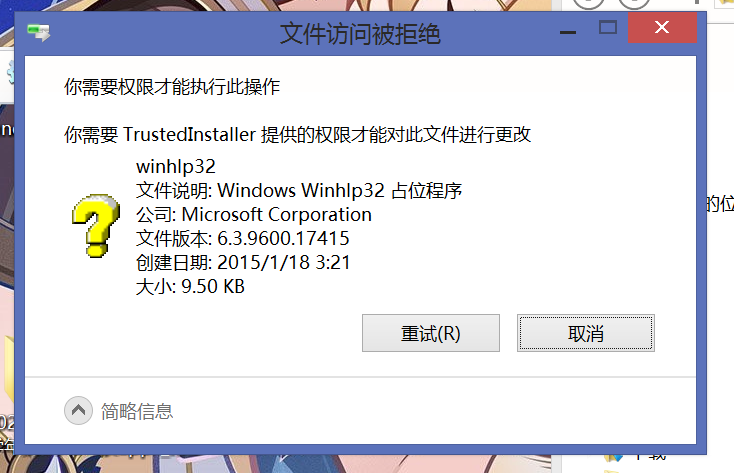 文件访问被拒绝
你需要权限才能执行此操作
你需要 TrustedInstaller 提供的权限才能对此文件进行更改
winhlp32
文件说明: Windows Winhlp32 占位程序
公司: Microsoft Corporation
文件版本: 6.3.9600.17415
创建日期: 2015/1/18 3:21
大小: 9.50 KB
重试(R)
取消
简略信息
的位
下载